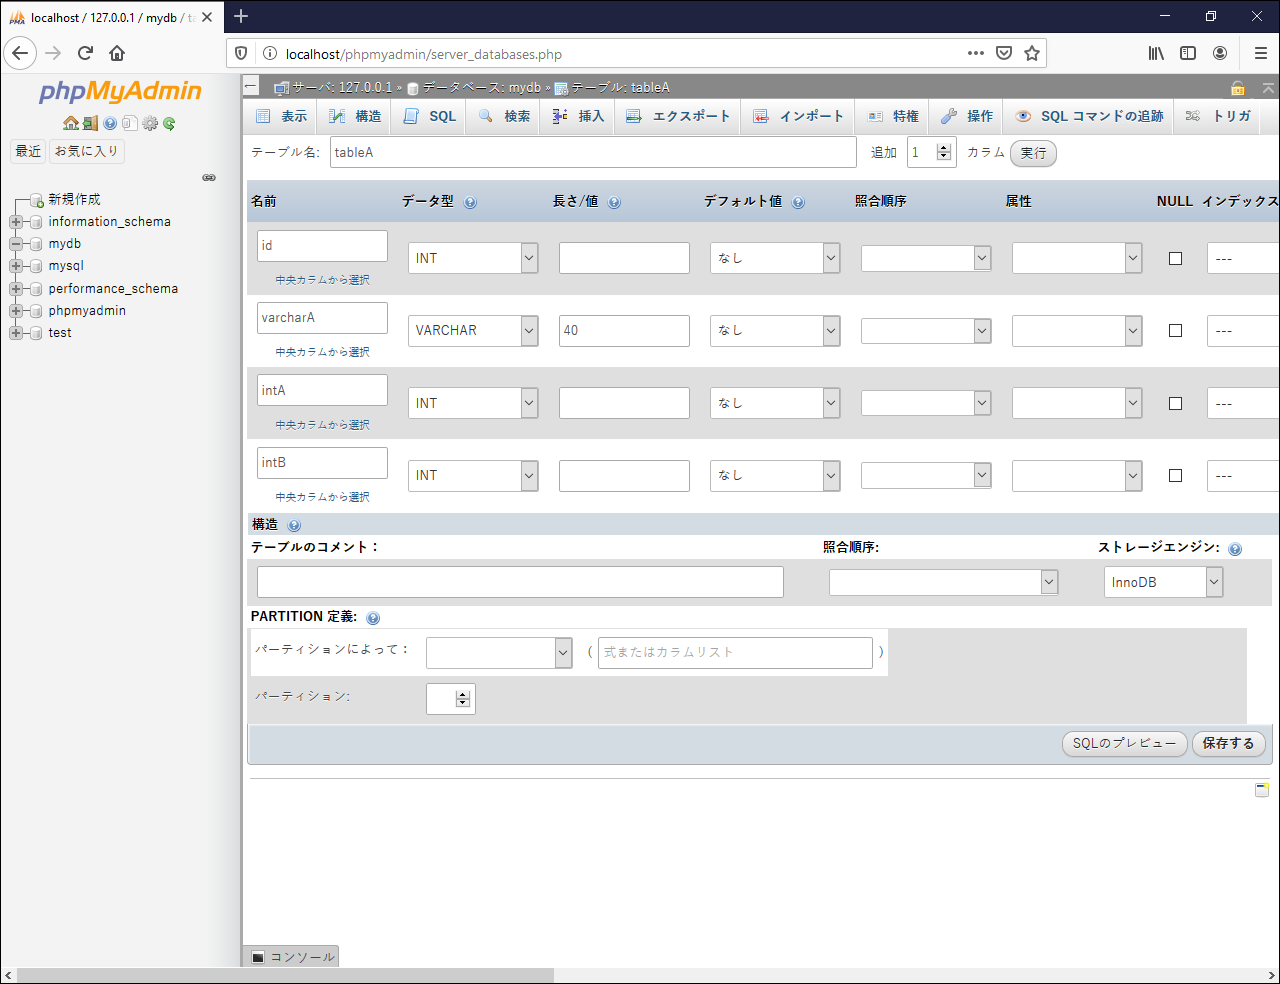 localhost / 127.0.0.1 / mydb / ta
localhost/phpmyadmin/server_databases.php
phpMyAdmin
最近 お気に入り
新規作成
information_schema
mydb
mysql
performance_schema
phpmyadmin
test
サーバ: 127.0.0.1 » データベース: mydb » テーブル: tableA
表示 構造 SQL 検索 挿入 エクスポート インポート 特権 操作 SQL コマンドの追跡 トリガ
テーブル名: tableA 追加 1 カラム 実行
名前 データ型 長さ/値 デフォルト値 照合順序 属性 NULL インデックス
id INT なし ---
中央カラムから選択
varcharA VARCHAR 40 なし ---
中央カラムから選択
intA INT なし ---
中央カラムから選択
intB INT なし ---
中央カラムから選択
構造
テーブルのコメント： 照合順序: ストレージエンジン:
InnoDB
PARTITION 定義:
パーティションによって： ( 式またはカラムリスト )
パーティション:
SQLのプレビュー 保存する
コンソール